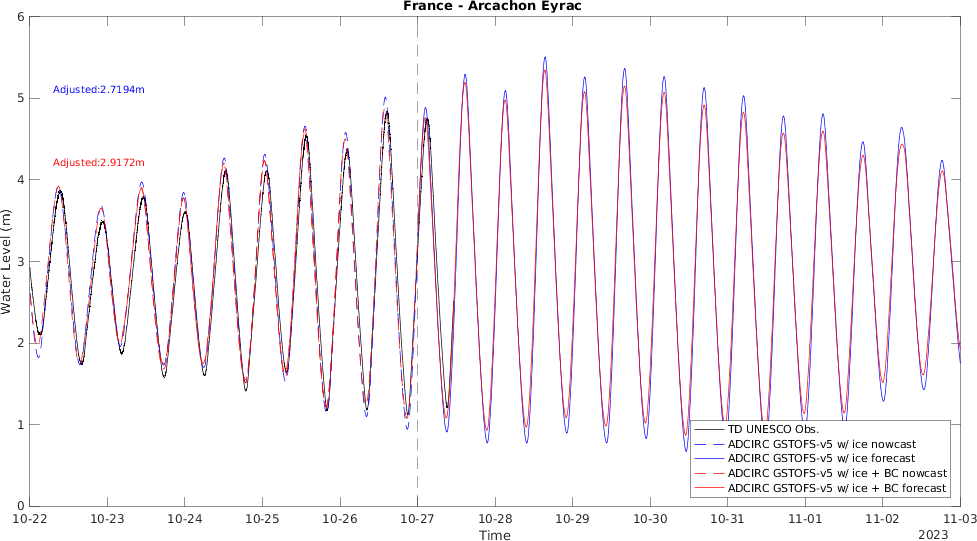 France - Arcachon Eyrac
6
5
4
3
2
1
0
Water Level (m)
Adjusted:2.7194m
Adjusted:2.9172m
TD UNESCO Obs.
ADCIRC GSTOFS-v5 w/ ice nowcast
ADCIRC GSTOFS-v5 w/ ice forecast
ADCIRC GSTOFS-v5 w/ ice + BC nowcast
ADCIRC GSTOFS-v5 w/ ice + BC forecast
10-22 10-23 10-24 10-25 10-26 10-27 10-28 10-29 10-30 10-31 11-01 11-02 11-03
Time
2023